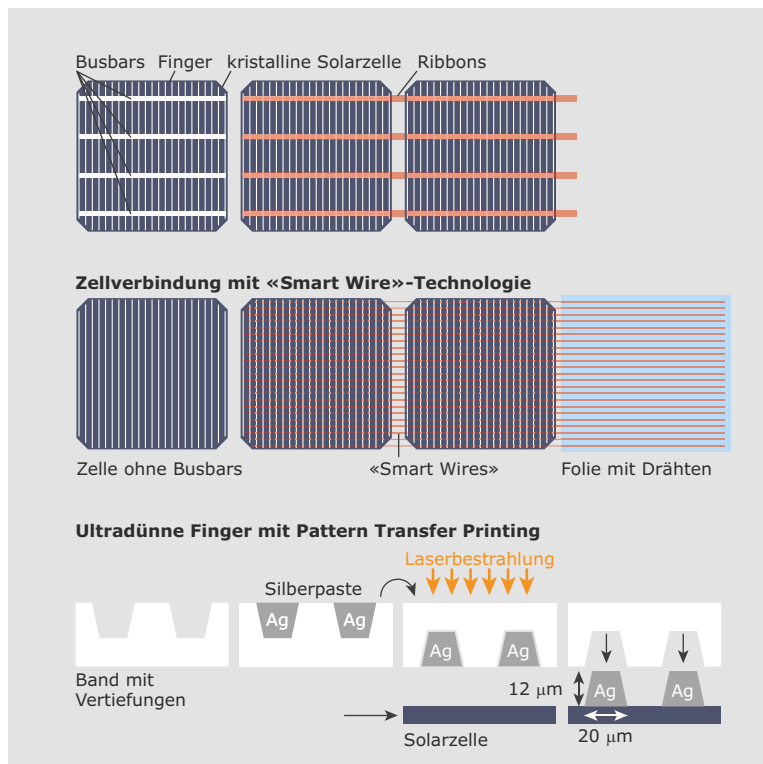 Busbars Finger kristalline Solarzelle Ribbons
Zellverbindung mit «Smart Wire»-Technologie
Zelle ohne Busbars «Smart Wires» Folie mit Drähten
Ultradünne Finger mit Pattern Transfer Printing
Laserbestrahlung
Silberpaste
Ag Ag
Ag Ag
Band mit
Vertiefungen
12 μm
Ag Ag
Solarzelle
20 μm